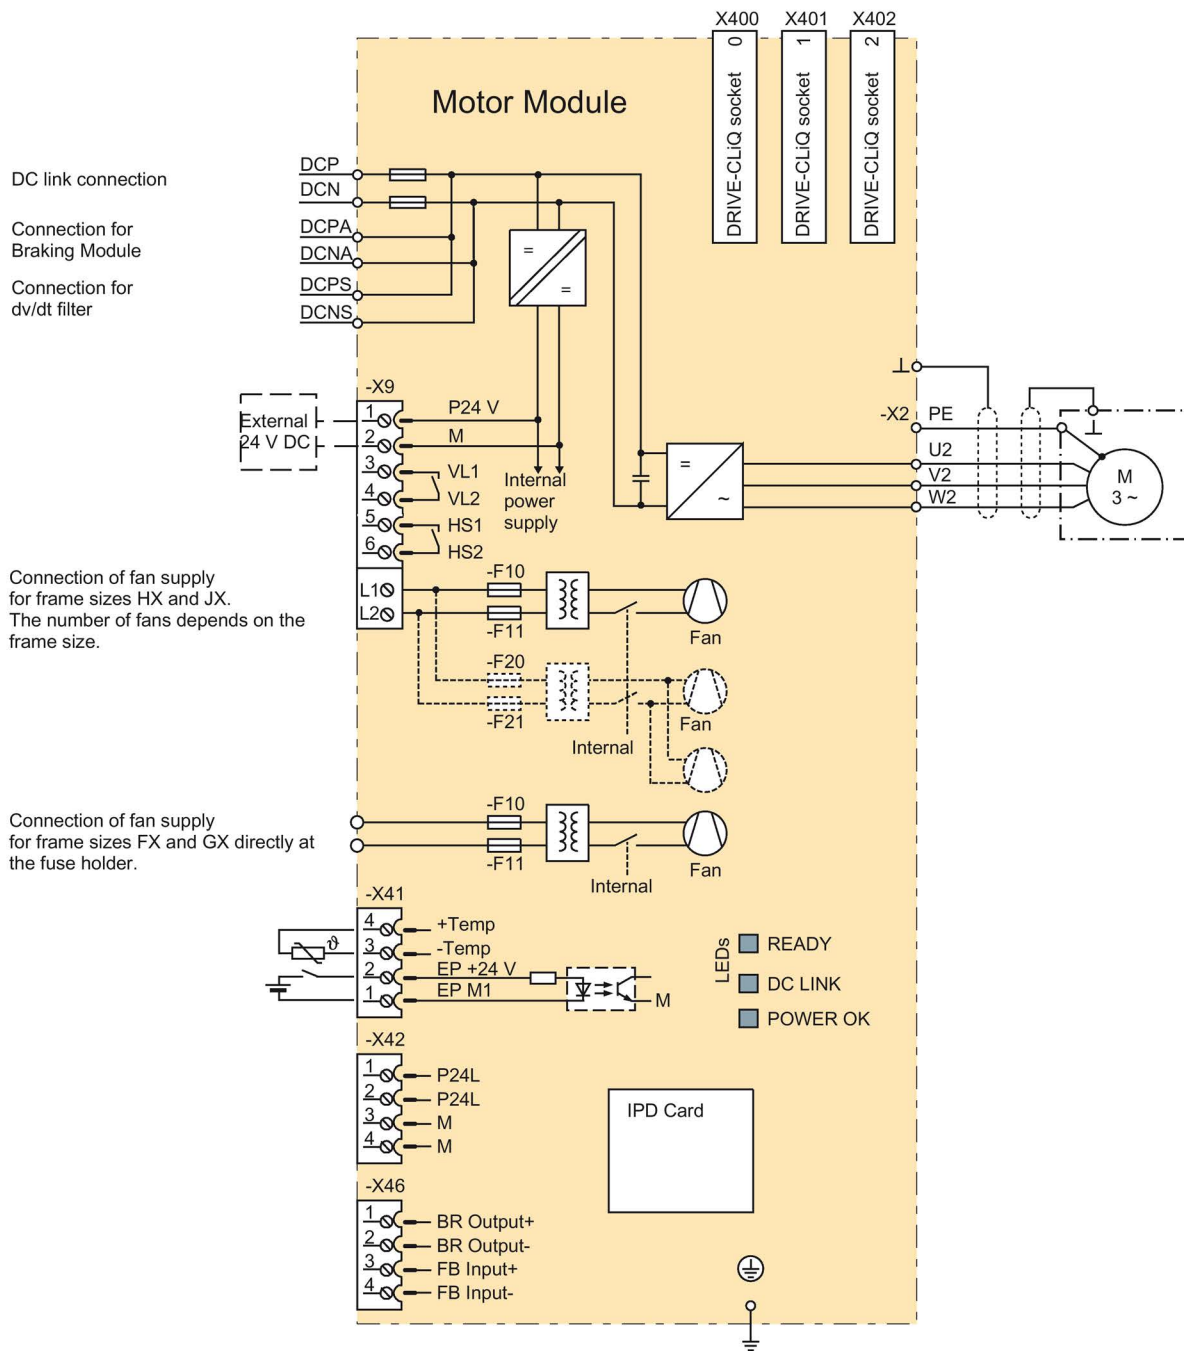 X400
X401
X402
DRIVE-CLiQ socket 0
DRIVE-CLiQ socket 1
DRIVE-CLiQ socket 2
Motor Module
DC link connection
DCP
DCN
Connection for
Braking Module
DCPA
DCNA
Connection for
dv/dt filter
DCPS
DCNS
=
=
-X9
External
24 V DC
1
P24 V
2
M
3
VL1
4
VL2
5
HS1
6
HS2
Internal
power
supply
=
~
-X2
PE
U2
V2
W2
M
3 ~
Connection of fan supply
for frame sizes HX and JX.
The number of fans depends on the
frame size.
L1
L2
-F10
-F11
Fan
-F20
-F21
Fan
Internal
Connection of fan supply
for frame sizes FX and GX directly at
the fuse holder.
-F10
-F11
Fan
Internal
-X41
4
+Temp
3
-Temp
2
EP +24 V
1
EP M1
ϑ
M
LEDs
READY
DC LINK
POWER OK
-X42
1
P24L
2
P24L
3
M
4
M
IPD Card
-X46
1
BR Output+
2
BR Output-
3
FB Input+
4
FB Input-